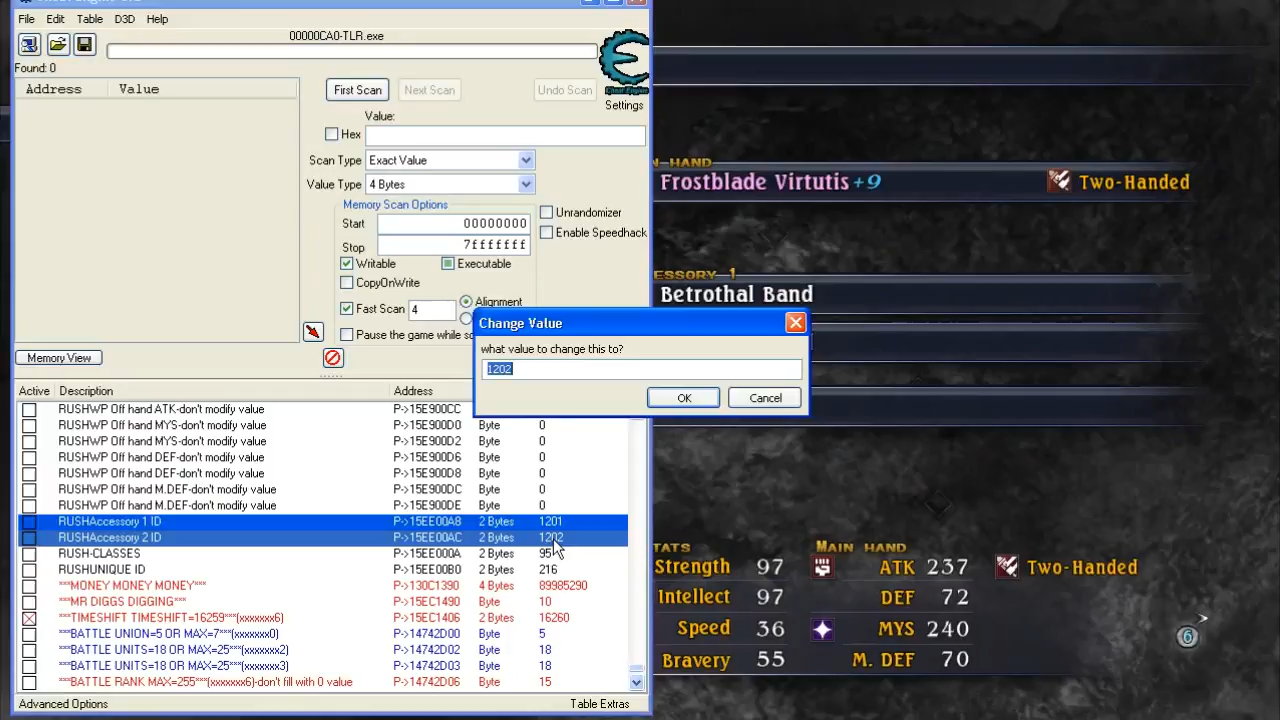 File Edit Table D3D Help
00000CA0-TLR.exe
Found: 0
Address Value
First Scan Next Scan Undo Scan
Settings
Value:
Hex
Scan Type Exact Value
Value Type 4 Bytes
Memory Scan Options
Start 00000000
Stop 7fffffff
Unrandomizer
Enable Speedhack
Writable Executable
CopyOnWrite
Fast Scan 4 Alignment
Pause the game while
Memory View
Change Value
what value to change this to?
1202
OK Cancel
Active Description Address
RUSHWP Off hand ATK-don't modify value P->15E900CC Byte 0
RUSHWP Off hand MYS-don't modify value P->15E900D0 Byte 0
RUSHWP Off hand MYS-don't modify value P->15E900D2 Byte 0
RUSHWP Off hand DEF-don't modify value P->15E900D6 Byte 0
RUSHWP Off hand DEF-don't modify value P->15E900D8 Byte 0
RUSHWP Off hand M.DEF-don't modify value P->15E900DC Byte 0
RUSHWP Off hand M.DEF-don't modify value P->15E900DE Byte 0
RUSHAccessory 1 ID P->15EE00A8 2 Bytes 1201
RUSHAccessory 2 ID P->15EE00AC 2 Bytes 1202
RUSH-CLASSES P->15EE000A 2 Bytes
RUSHUNIQUE ID P->15EE00B0 2 Bytes 216
***MONEY MONEY MONEY*** P->130C1390 4 Bytes 89985290
***MR DIGGS DIGGING*** P->15EC1490 Byte 10
***TIMESHIFT TIMESHIFT=16259***(xxxxxxx6) P->15EC1406 2 Bytes 16260
***BATTLE UNION=5 OR MAX=7***(xxxxxxx0) P->14742D00 Byte 5
***BATTLE UNITS=18 OR MAX=25***(xxxxxxx2) P->14742D02 Byte 18
***BATTLE UNITS=18 OR MAX=25***(xxxxxxx3) P->14742D03 Byte 18
***BATTLE RANK MAX=255***(xxxxxxx6)-don't fill with 0 value P->14742D06 Byte 15
Advanced Options Table Extras
Frostblade Virtutis +9 Two-Handed
Betrothal Band
Main hand
Strength 97 ATK 237 Two-Handed
Intellect 97 DEF 72
Speed 36 MYS 240
Bravery 55 M. DEF 70
6